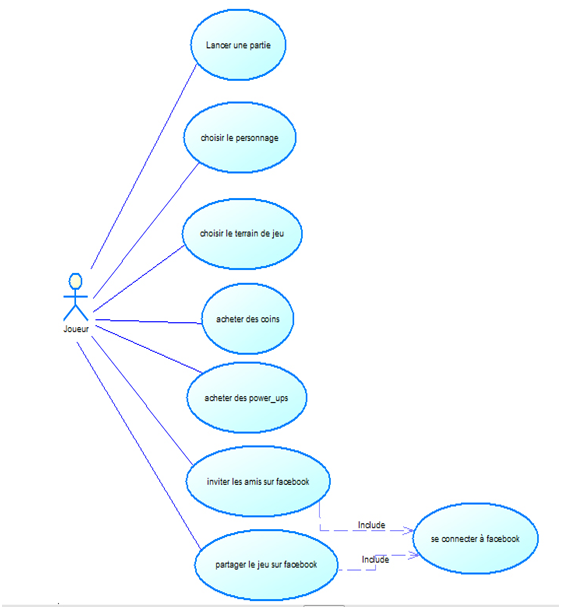 Lancer une partie
choisir le personnage
choisir le terrain de jeu
Joueur
acheter des coins
acheter des power_ups
inviter les amis sur facebook
Include
se connecter à facebook
Include
partager le jeu sur facebook